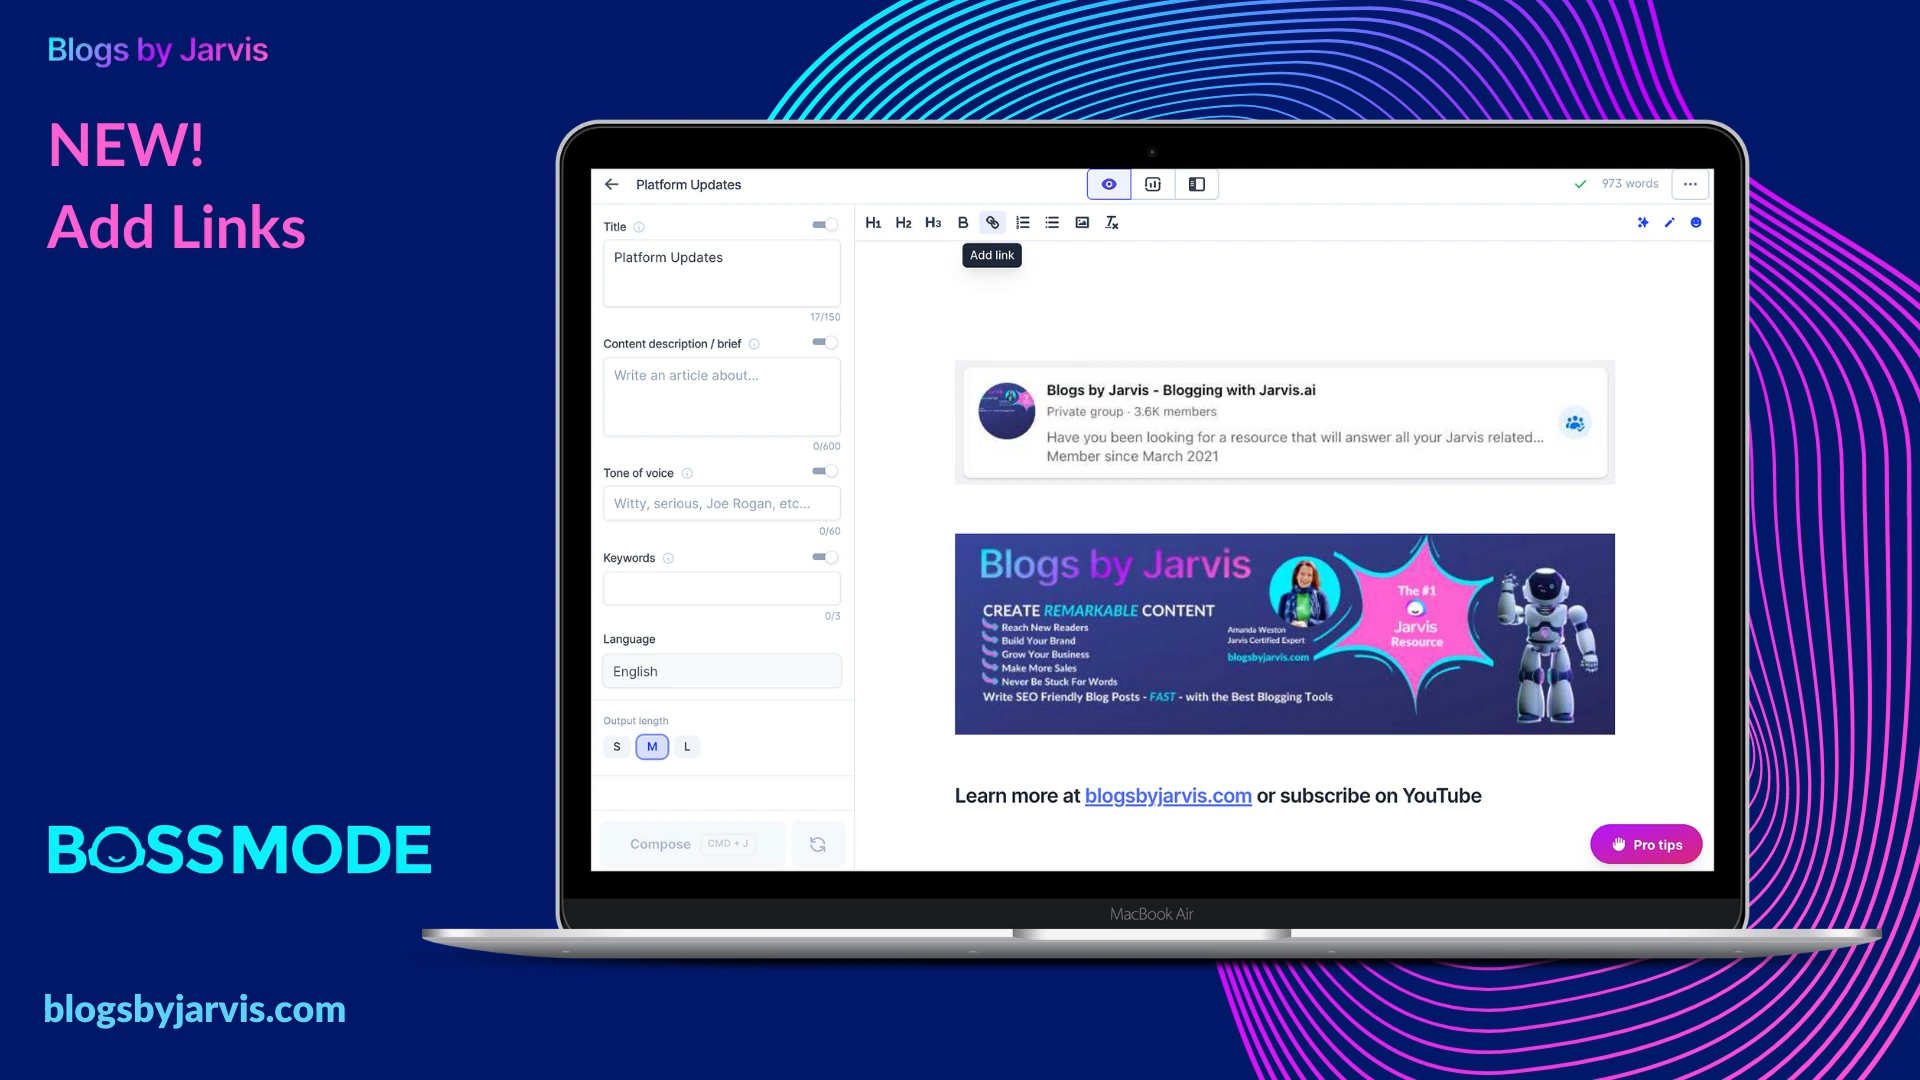 Blogs by Jarvis
NEW!
Add Links
BOSSMODE
blogsbyjarvis.com
Platform Updates
973 words
Title
Platform Updates
17/150
Content description / brief
Write an article about...
0/600
Tone of voice
Witty, serious, Joe Rogan, etc...
0/60
Keywords
0/3
Language
English
Output length
S M L
Compose CMD + J
H1 H2 H3 B
Add link
Blogs by Jarvis - Blogging with Jarvis.ai
Private group · 3.6K members
Have you been looking for a resource that will answer all your Jarvis related...
Member since March 2021
Blogs by Jarvis
CREATE REMARKABLE CONTENT
Reach New Readers
Build Your Brand
Grow Your Business
Make More Sales
Never Be Stuck For Words
Write SEO Friendly Blog Posts - FAST - with the Best Blogging Tools
Amanda Weston
Jarvis Certified Expert
blogsbyjarvis.com
The #1
Jarvis
Resource
Learn more at blogsbyjarvis.com or subscribe on YouTube
Pro tips
MacBook Air